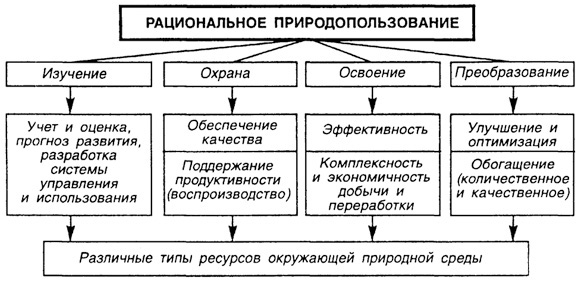 РАЦИОНАЛЬНОЕ ПРИРОДОПОЛЬЗОВАНИЕ
Изучение
Охрана
Освоение
Преобразование
Учет и оценка,
прогноз развития,
разработка
системы
управления
и использования
Обеспечение
качества
Поддержание
продуктивности
(воспроизводство)
Эффективность
Комплексность
и экономичность
добычи и
переработки
Улучшение и
оптимизация
Обогащение
(количественное
и качественное)
Различные типы ресурсов окружающей природной среды